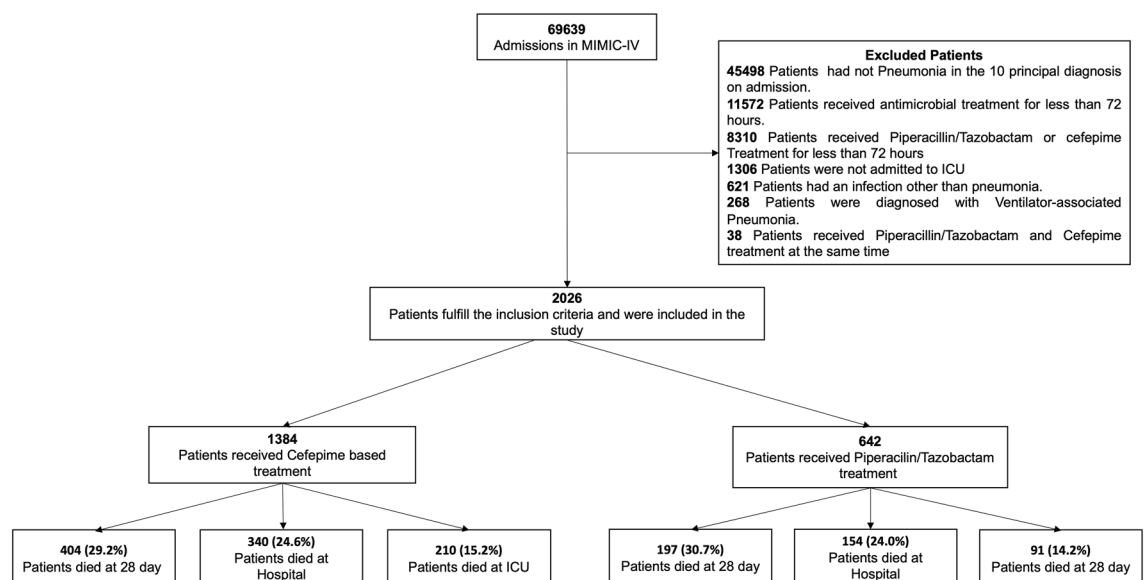 69639
Admissions in MIMIC-IV
Excluded Patients
45498 Patients had not Pneumonia in the 10 principal diagnosis
on admission.
11572 Patients received antimicrobial treatment for less than 72
hours.
8310 Patients received Piperacillin/Tazobactam or cefepime
Treatment for less than 72 hours
1306 Patients were not admitted to ICU
621 Patients had an infection other than pneumonia.
268 Patients were diagnosed with Ventilator-associated
Pneumonia.
38 Patients received Piperacillin/Tazobactam and Cefepime
treatment at the same time
2026
Patients fulfill the inclusion criteria and were included in the
study
1384
Patients received Cefepime based
treatment
642
Patients received Piperacilin/Tazobactam
treatment
404 (29.2%)
Patients died at 28 day
340 (24.6%)
Patients died at
Hospital
210 (15.2%)
Patients died at ICU
197 (30.7%)
Patients died at 28 day
154 (24.0%)
Patients died at
Hospital
91 (14.2%)
Patients died at 28 day